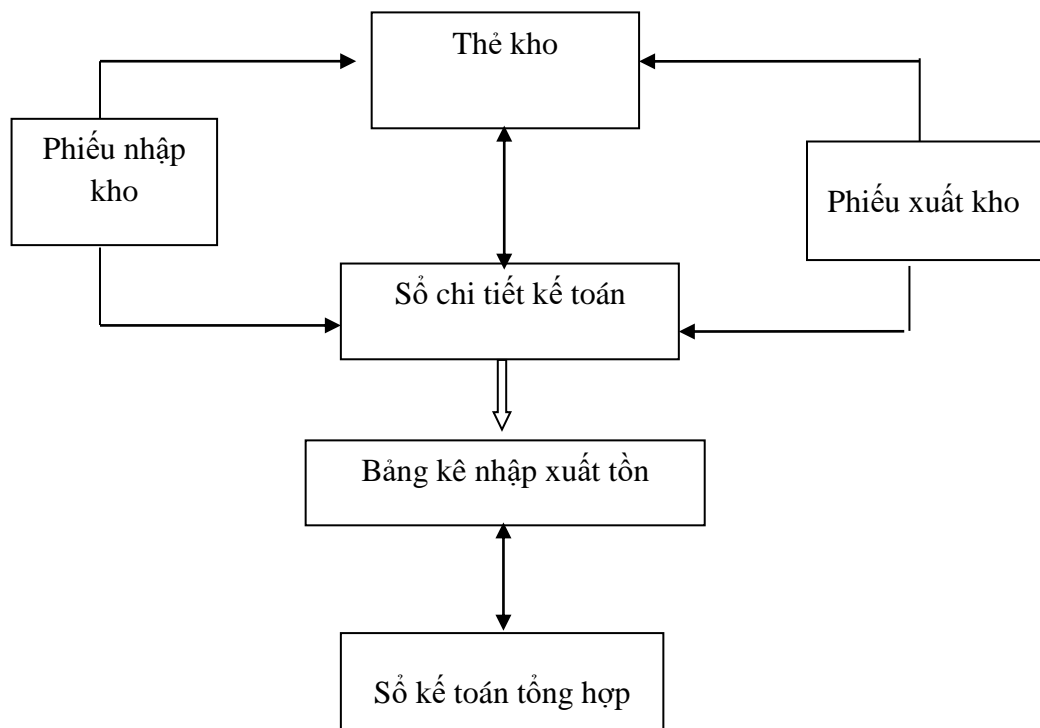 Thẻ kho
Phiếu nhập
kho
Phiếu xuất kho
Sổ chi tiết kế toán
Bảng kê nhập xuất tồn
Sổ kế toán tổng hợp